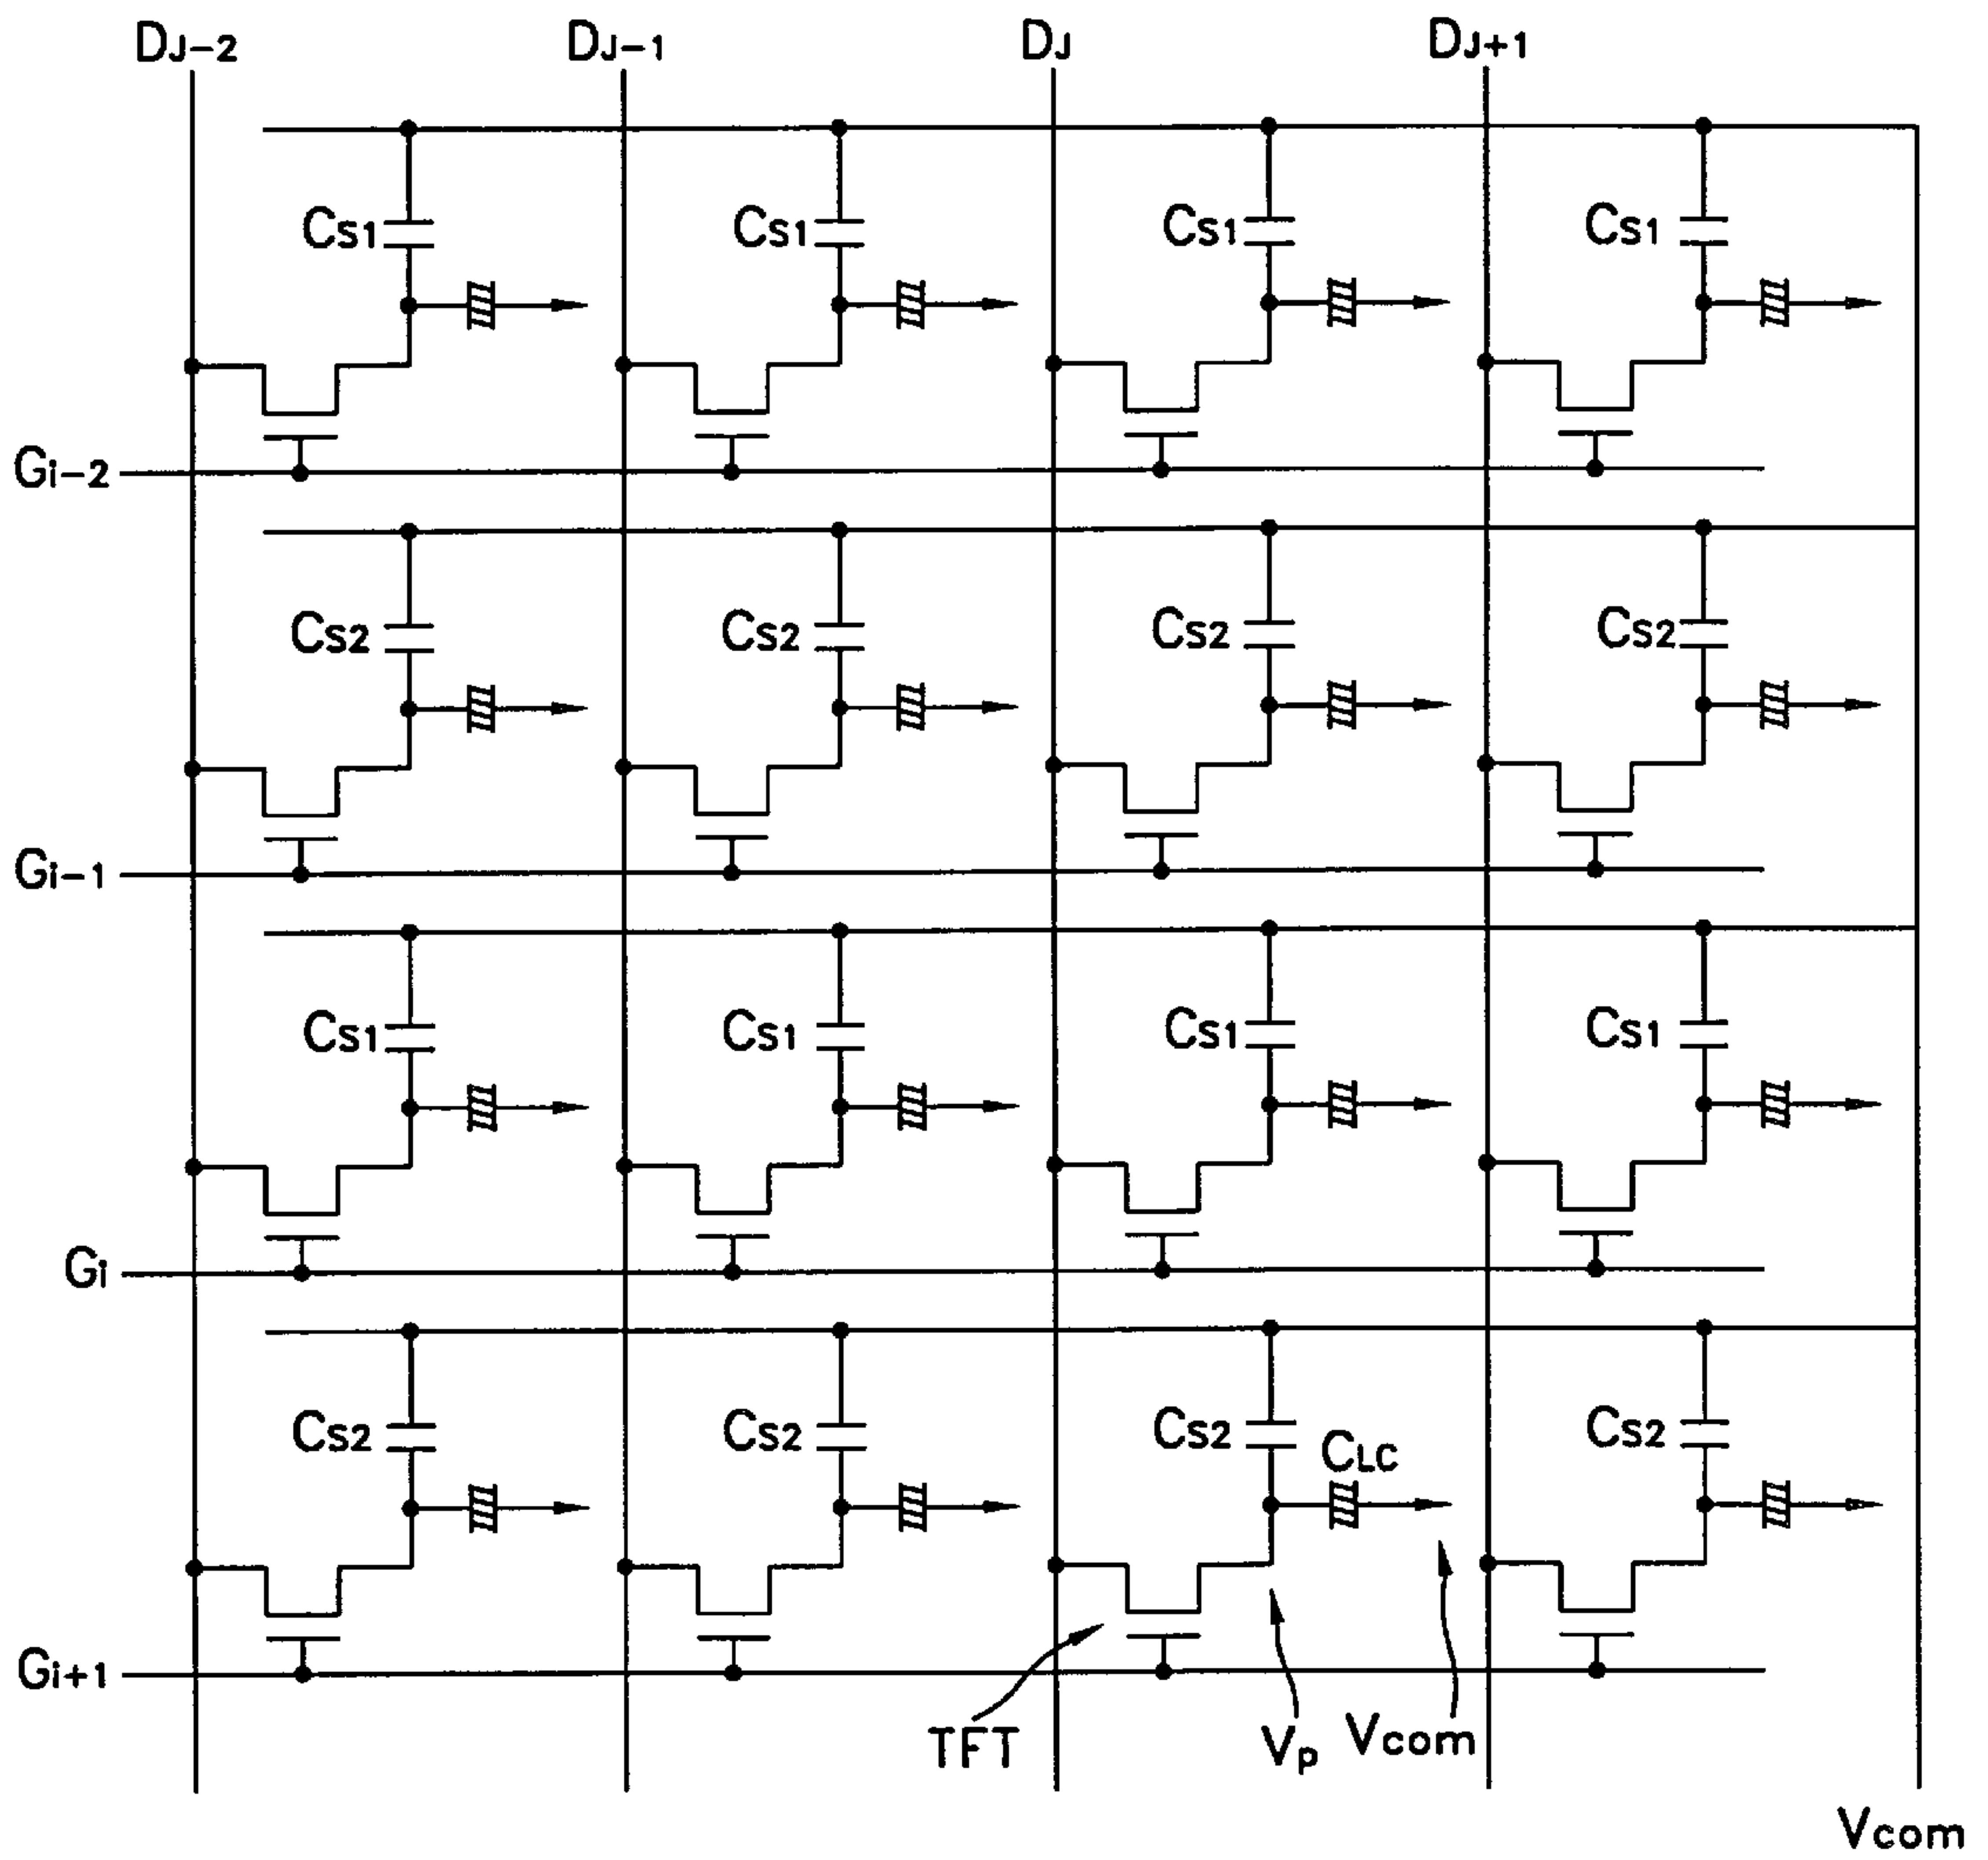 DJ-2 DJ-1 DJ DJ+1
CS1 CS1 CS1 CS1
Gi-2
CS2 CS2 CS2 CS2
Gi-1
CS1 CS1 CS1 CS1
Gi
CS2 CS2 CS2 CLC CS2
Gi+1
TFT Vp Vcom
Vcom